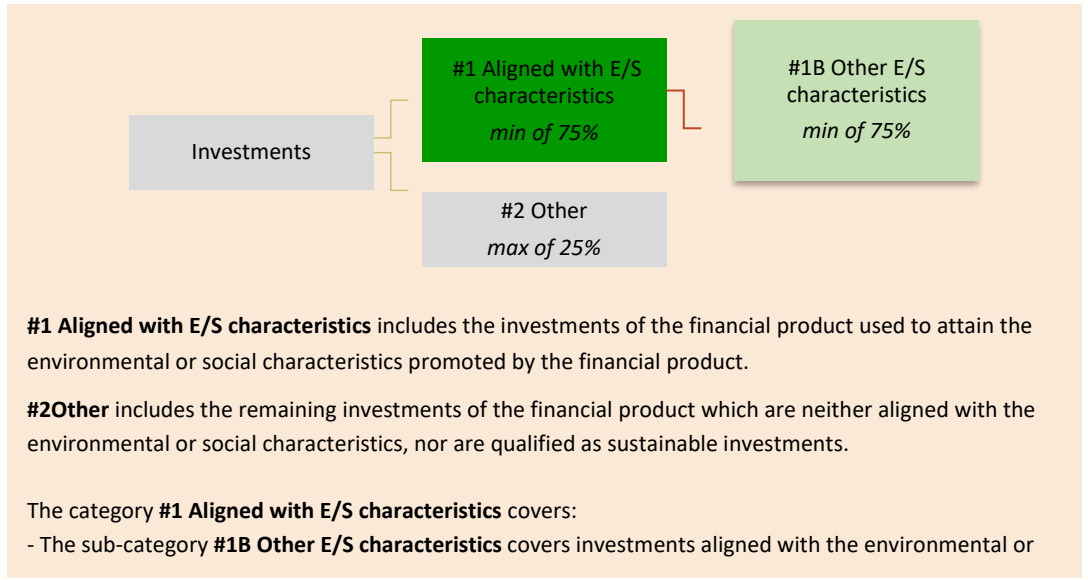 #1 Aligned with E/S
characteristics
min of 75%
#1B Other E/S
characteristics
min of 75%
Investments
#2 Other
max of 25%
#1 Aligned with E/S characteristics includes the investments of the financial product used to attain the
environmental or social characteristics promoted by the financial product.
#2Other includes the remaining investments of the financial product which are neither aligned with the
environmental or social characteristics, nor are qualified as sustainable investments.
The category #1 Aligned with E/S characteristics covers:
- The sub-category #1B Other E/S characteristics covers investments aligned with the environmental or